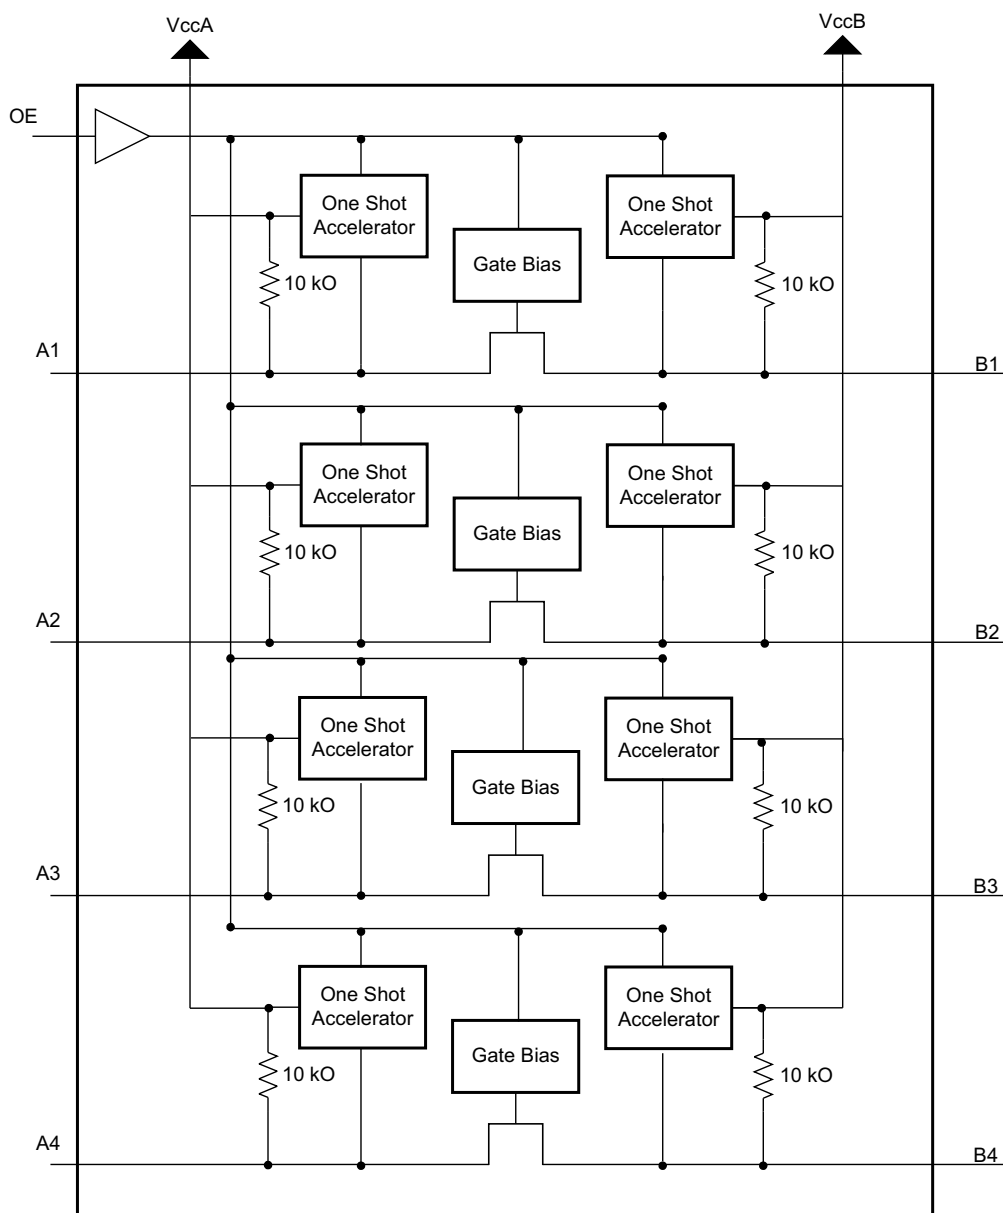 VccA
VccB
OE
One Shot
Accelerator
One Shot
Accelerator
Gate Bias
10 kO
10 kO
A1
B1
One Shot
Accelerator
One Shot
Accelerator
Gate Bias
10 kO
10 kO
A2
B2
One Shot
Accelerator
One Shot
Accelerator
Gate Bias
10 kO
10 kO
A3
B3
One Shot
Accelerator
One Shot
Accelerator
Gate Bias
10 kO
10 kO
A4
B4